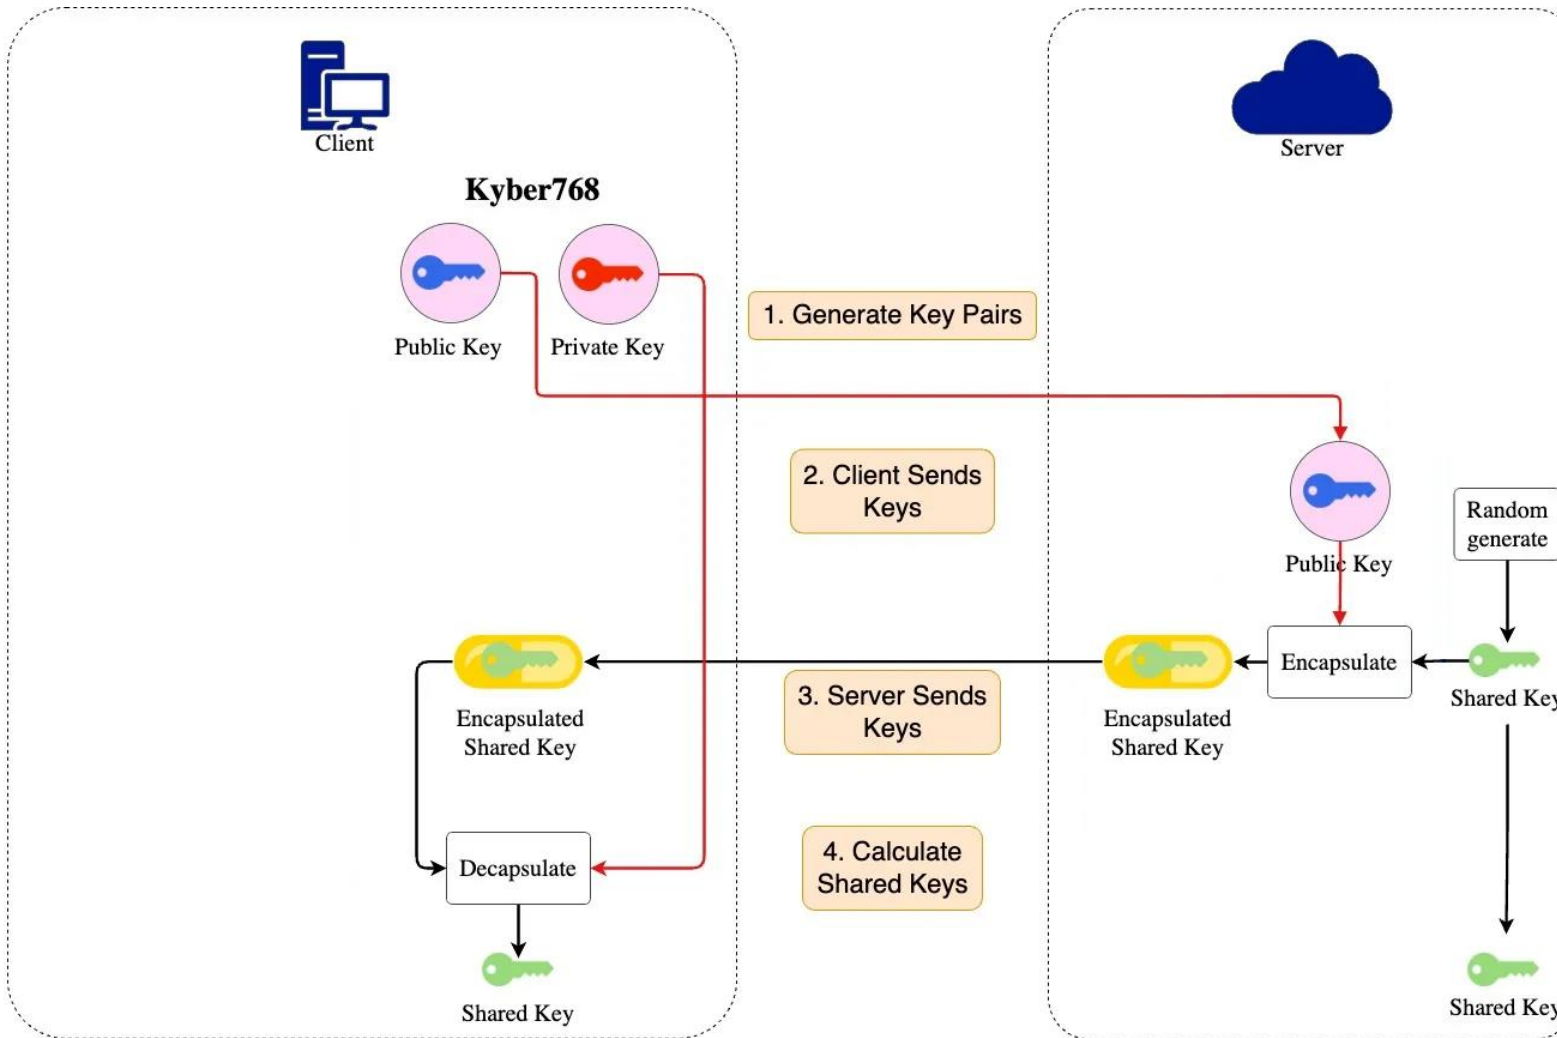 Client
Server
Kyber768
Public Key
Private Key
1. Generate Key Pairs
2. Client Sends
Keys
Public Key
Random
generate
Encapsulated
Shared Key
3. Server Sends
Keys
Encapsulated
Shared Key
Encapsulate
Shared Key
Decapsulate
4. Calculate
Shared Keys
Shared Key
Shared Key